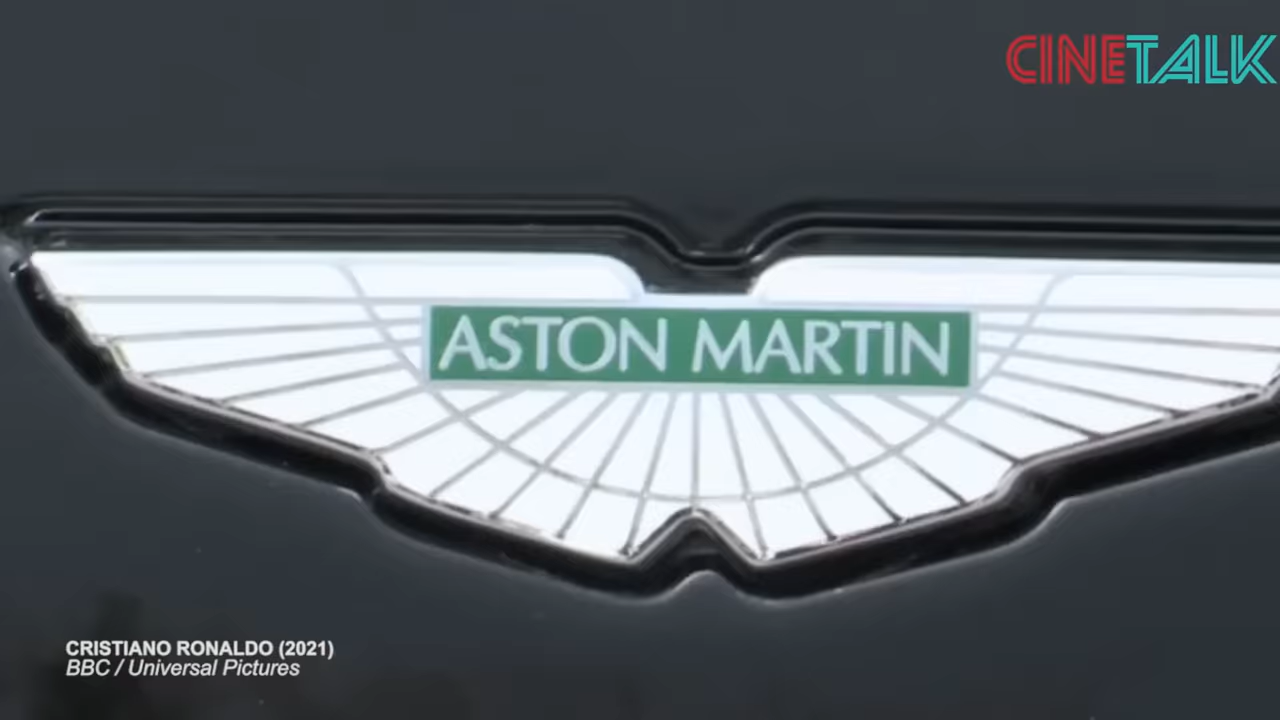 CINETALK
ASTON MARTIN
CRISTIANO RONALDO (2021)
BBC / Universal Pictures